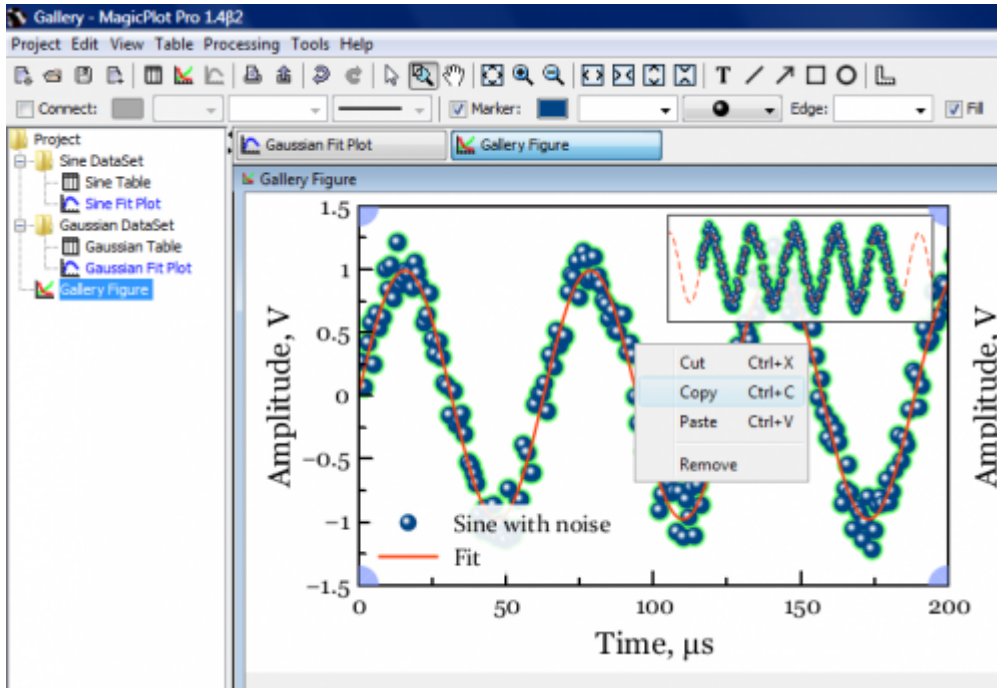 Gallery - MagicPlot Pro 1.4β2
Project Edit View Table Processing Tools Help
T
Connect: Marker: Edge: Fill
Project
Sine DataSet
Sine Table
Sine Fit Plot
Gaussian DataSet
Gaussian Table
Gaussian Fit Plot
Gallery Figure
Gaussian Fit Plot Gallery Figure
Gallery Figure
1.5
1
0.5
0
−0.5
−1
−1.5
Amplitude, V
Cut Ctrl+X
Copy Ctrl+C
Paste Ctrl+V
Remove
Sine with noise
Fit
0 50 100 150 200
Time, µs
Amplitude, V